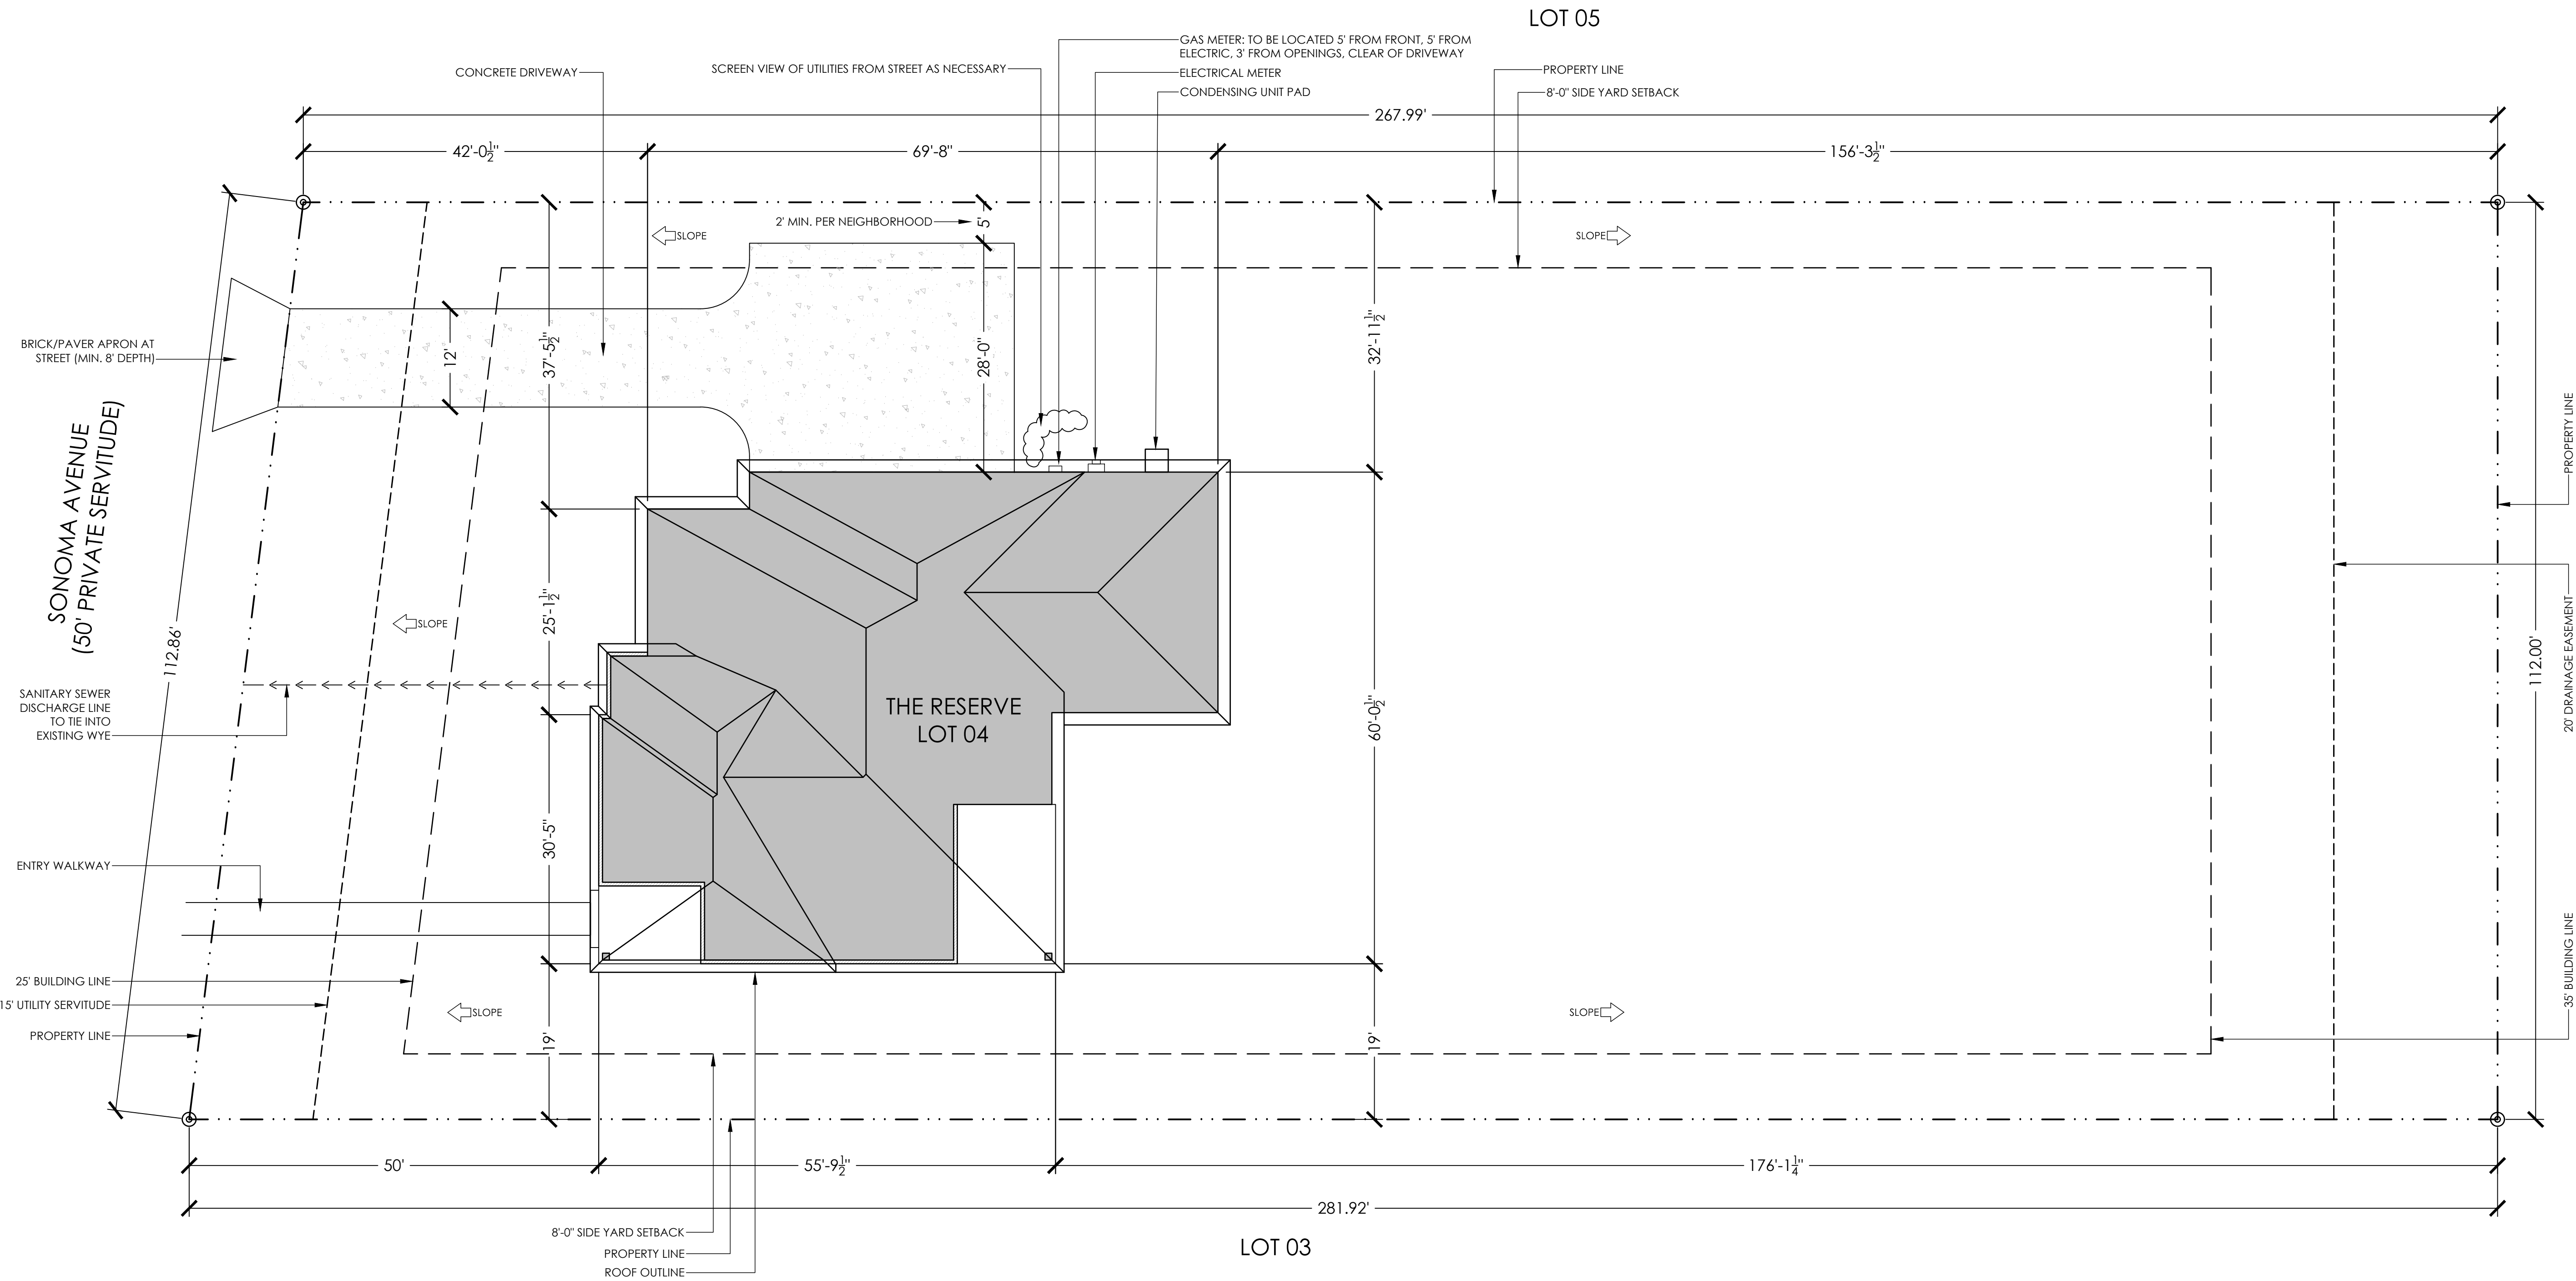 LOT 05
GAS METER: TO BE LOCATED 5' FROM FRONT, 5' FROM
ELECTRIC, 3' FROM OPENINGS, CLEAR OF DRIVEWAY
CONCRETE DRIVEWAY
SCREEN VIEW OF UTILITIES FROM STREET AS NECESSARY
ELECTRICAL METER
CONDENSING UNIT PAD
PROPERTY LINE
8'-0" SIDE YARD SETBACK
267.99'
42'-0½"
69'-8"
156'-3½"
2' MIN. PER NEIGHBORHOOD
5'
SLOPE
SLOPE
BRICK/PAVER APRON AT
STREET (MIN. 8' DEPTH)
12'
37'-5½"
28'-0"
32'-11½"
SONOMA AVENUE
(50' PRIVATE SERVITUDE)
112.86'
SLOPE
25'-1½"
SANITARY SEWER
DISCHARGE LINE
TO TIE INTO
EXISTING WYE
THE RESERVE
LOT 04
60'-0½"
112.00'
PROPERTY LINE
20' DRAINAGE EASEMENT
35' BUILDING LINE
30'-5"
ENTRY WALKWAY
25' BUILDING LINE
15' UTILITY SERVITUDE
PROPERTY LINE
SLOPE
SLOPE
19'
19'
50'
55'-9½"
176'-1¼"
281.92'
8'-0" SIDE YARD SETBACK
PROPERTY LINE
ROOF OUTLINE
LOT 03